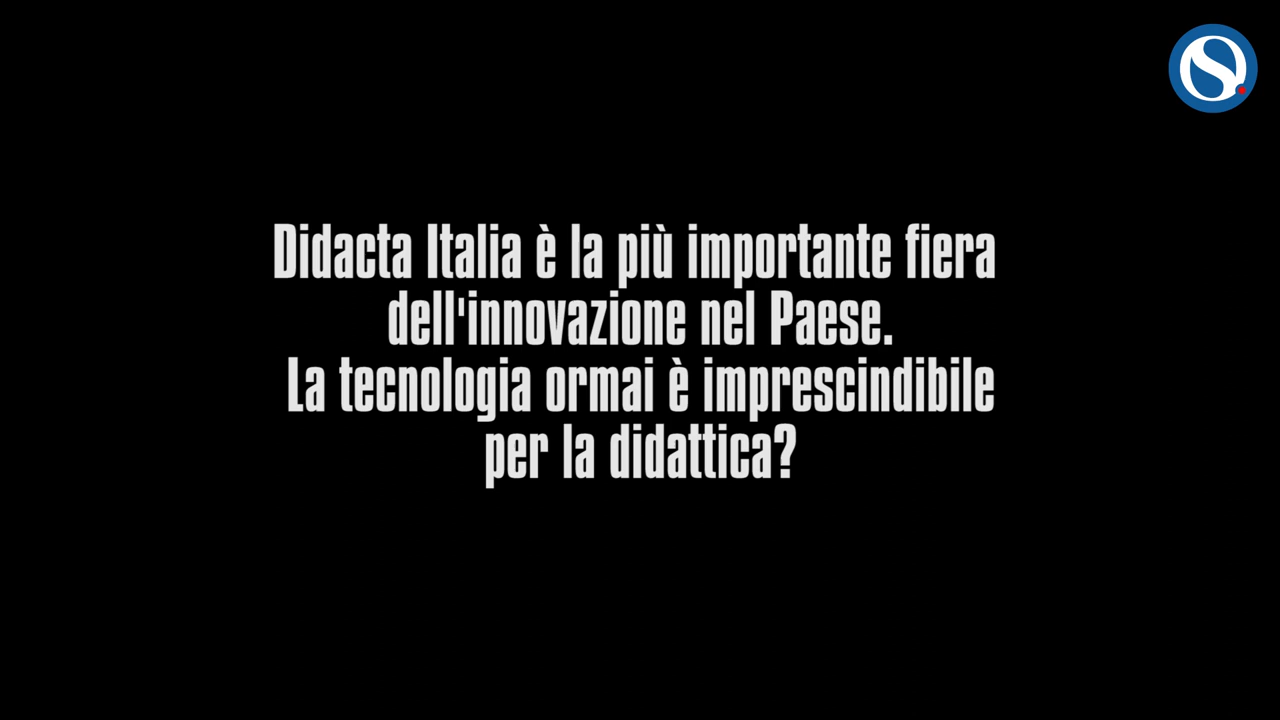 Didacta Italia è la più importante fiera
dell'innovazione nel Paese.
La tecnologia ormai è imprescindibile
per la didattica?